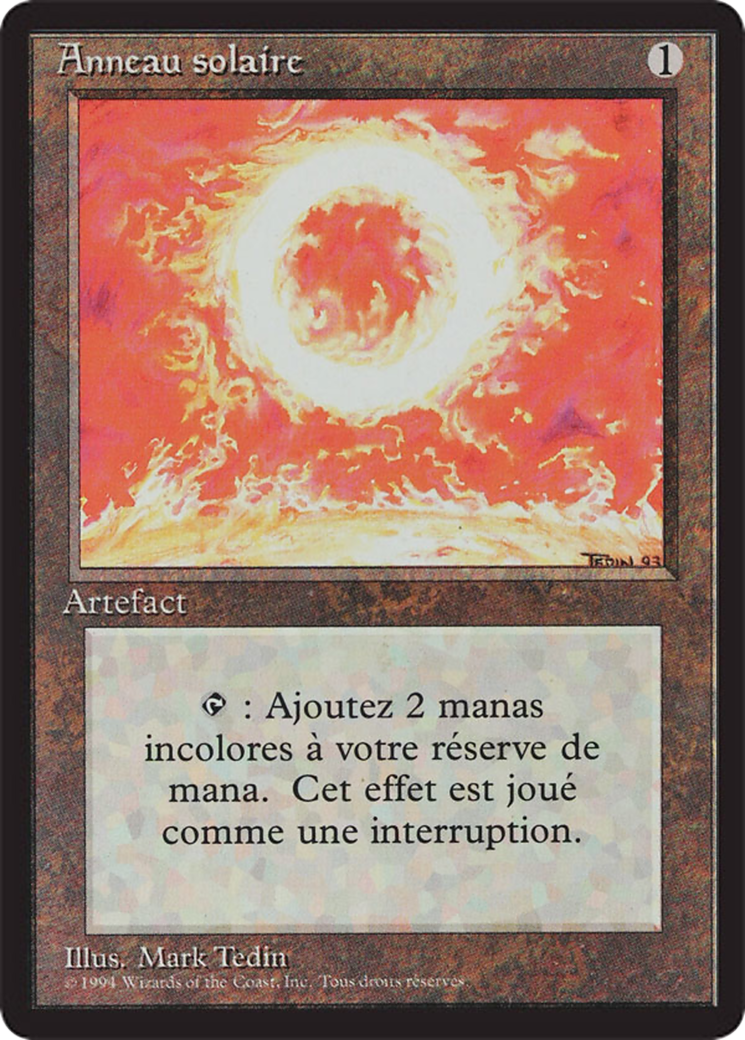 Anneau solaire
1
TEDIN 93
Artefact
: Ajoutez 2 manas
incolores à votre réserve de
mana. Cet effet est joué
comme une interruption.
Illus. Mark Tedin
© 1994 Wizards of the Coast, Inc. Tous droits réservés.